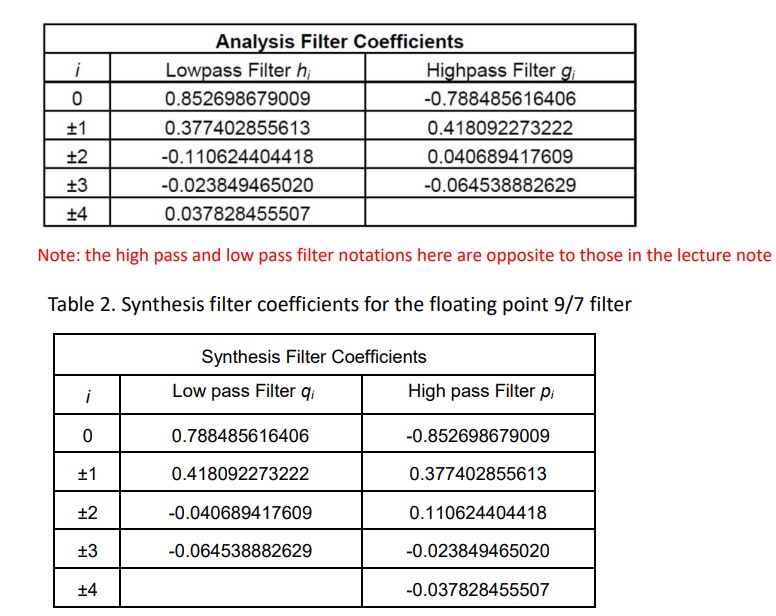 Analysis Filter Coefficients
i Lowpass Filter hi Highpass Filter gi
0 0.852698679009 -0.788485616406
±1 0.377402855613 0.418092273222
±2 -0.110624404418 0.040689417609
±3 -0.023849465020 -0.064538882629
±4 0.037828455507
Note: the high pass and low pass filter notations here are opposite to those in the lecture note
Table 2. Synthesis filter coefficients for the floating point 9/7 filter
Synthesis Filter Coefficients
i Low pass Filter qi High pass Filter pi
0 0.788485616406 -0.852698679009
±1 0.418092273222 0.377402855613
±2 -0.040689417609 0.110624404418
±3 -0.064538882629 -0.023849465020
±4 -0.037828455507